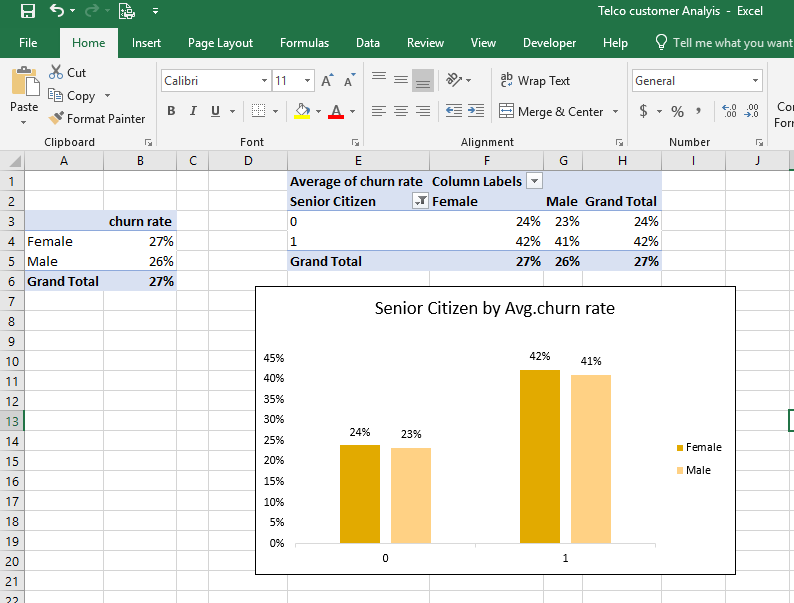 Telco customer Analyis - Excel
File Home Insert Page Layout Formulas Data Review View Developer Help Tell me what you want
Cut
Copy
Format Painter
Paste
Calibri 11 A A
B I U A
ab Wrap Text
Merge & Center
General
$ % ,
.00 .0
Clipboard Font Alignment Number
Con
Form
A B C D E F G H I J
1 Average of churn rate Column Labels
2 Senior Citizen Female Male Grand Total
3 churn rate 0 24% 23% 24%
4 Female 27% 1 42% 41% 42%
5 Male 26% Grand Total 27% 26% 27%
6 Grand Total 27%
7
8
9
10
11
12
13
14
15
16
17
18
19
20
21
22
Senior Citizen by Avg.churn rate
45%
40%
35%
30%
25%
20%
15%
10%
5%
0%
24% 23% 42% 41%
0 1
Female
Male